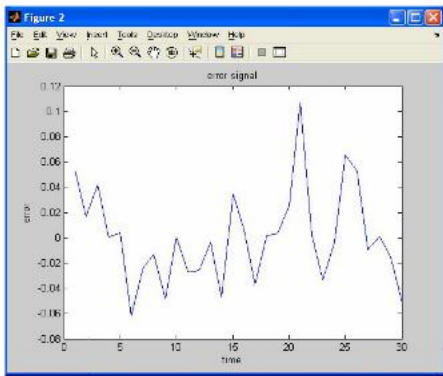 Figure 2
File Edit View Insert Tools Desktop Window Help
error signal
0.12
0.1
0.08
0.06
0.04
0.02
0
-0.02
-0.04
-0.06
-0.08
error
0 5 10 15 20 25 30
time